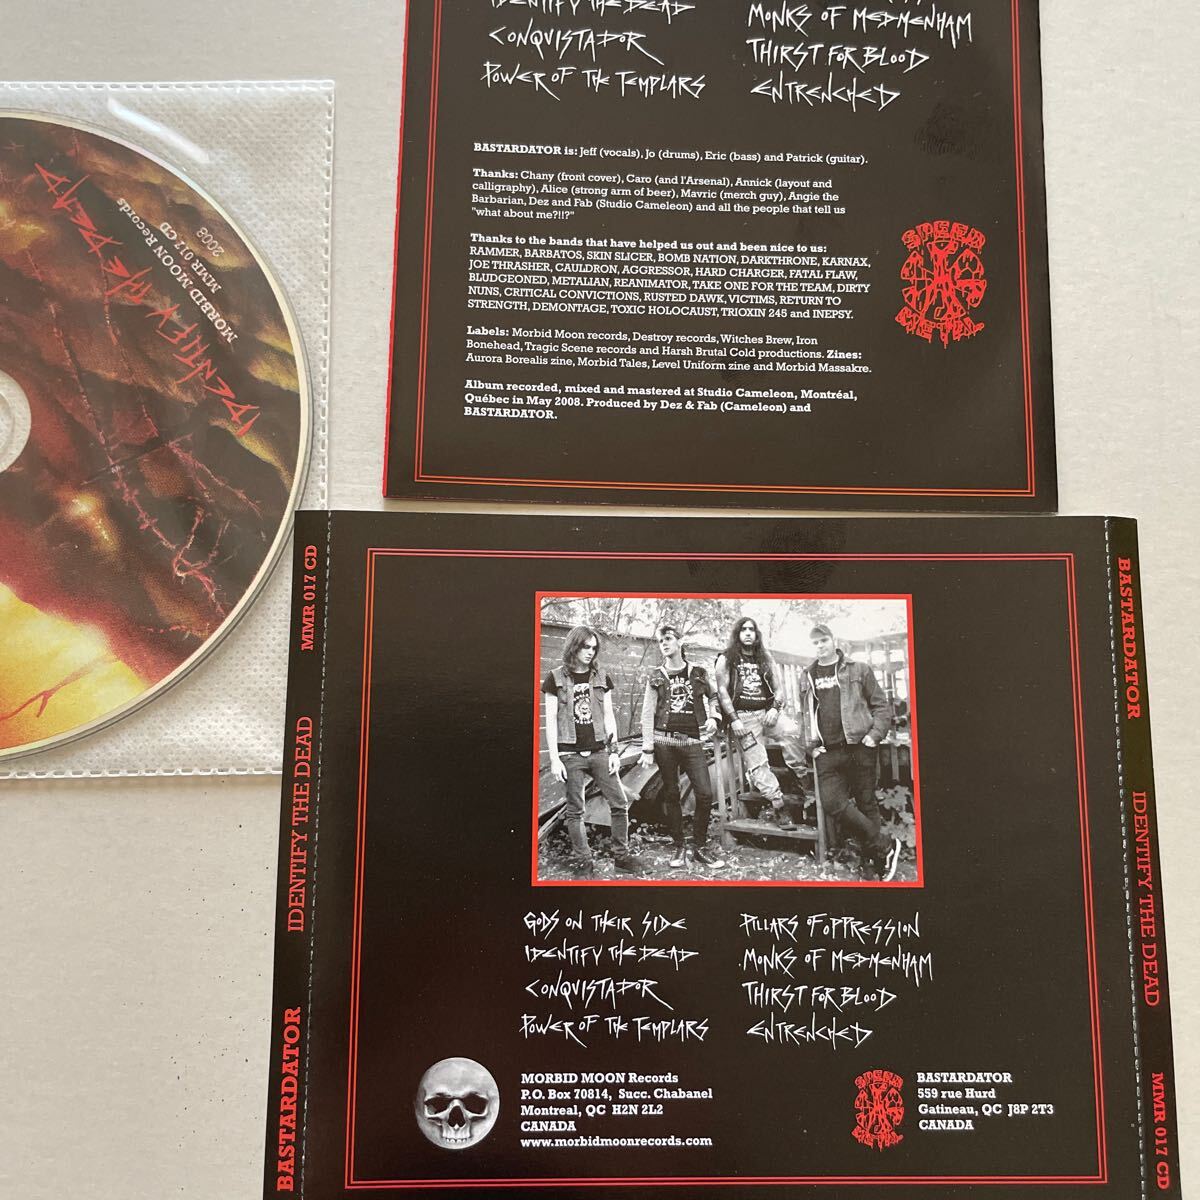 IDENTIFY THE DEAD
CONQUISTADOR
POWER OF THE TEMPLARS
MONKS OF MEDMENHAM
THIRST FOR BLOOD
ENTRENCHED
BASTARDATOR is: Jeff (vocals), Jo (drums), Eric (bass) and Patrick (guitar).
Thanks: Chany (front cover), Caro (and l'Arsenal), Annick (layout and
calligraphy), Alice (strong arm of beer), Mavric (merch guy), Angie the
Barbarian, Dez and Fab (Studio Cameleon) and all the people that tell us
"what about me?!!?"
Thanks to the bands that have helped us out and been nice to us:
RAMMER, BARBATOS, SKIN SLICER, BOMB NATION, DARKTHRONE, KARNAX,
JOE THRASHER, CAULDRON, AGGRESSOR, HARD CHARGER, FATAL FLAW,
BLUDGEONED, METALIAN, REANIMATOR, TAKE ONE FOR THE TEAM, DIRTY
NUNS, CRITICAL CONVICTIONS, RUSTED DAWK, VICTIMS, RETURN TO
STRENGTH, DEMONTAGE, TOXIC HOLOCAUST, TRIOXIN 245 and INEPSY.
Labels: Morbid Moon records, Destroy records, Witches Brew, Iron
Bonehead, Tragic Scene records and Harsh Brutal Cold productions. Zines:
Aurora Borealis zine, Morbid Tales, Level Uniform zine and Morbid Massakre.
Album recorded, mixed and mastered at Studio Cameleon, Montréal,
Québec in May 2008. Produced by Dez & Fab (Cameleon) and
BASTARDATOR.
SPEED
METAL
IDENTIFY THE DEAD
MORBID MOON Records
MMR 017 CD
2008
BASTARDATOR
IDENTIFY THE DEAD
MMR 017 CD
GODS ON THEIR SIDE
IDENTIFY THE DEAD
CONQUISTADOR
POWER OF THE TEMPLARS
PILLARS OF OPPRESSION
MONKS OF MEDMENHAM
THIRST FOR BLOOD
ENTRENCHED
MORBID MOON Records
P.O. Box 70814, Succ. Chabanel
Montreal, QC H2N 2L2
CANADA
www.morbidmoonrecords.com
SPEED
METAL
BASTARDATOR
559 rue Hurd
Gatineau, QC J8P 2T3
CANADA
BASTARDATOR
IDENTIFY THE DEAD
MMR 017 CD